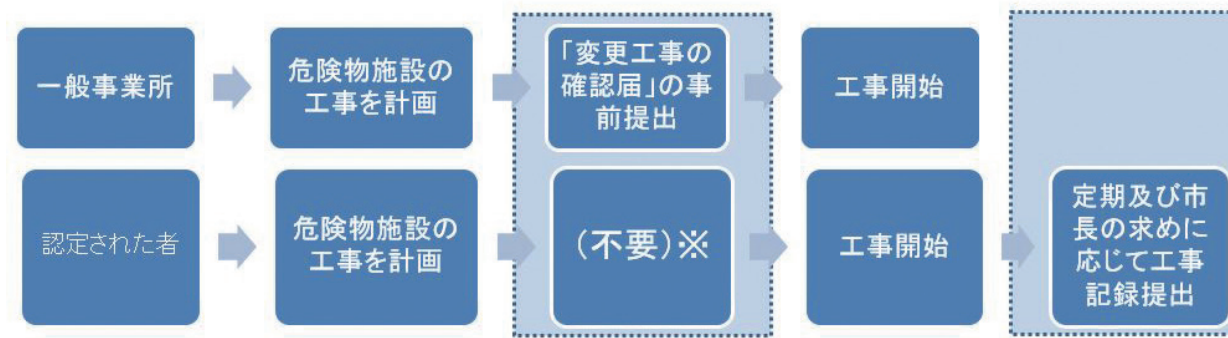 一般事業所
危険物施設の
工事を計画
「変更工事の
確認届」の事
前提出
工事開始
認定された者
危険物施設の
工事を計画
(不要)※
工事開始
定期及び市
長の求めに
応じて工事
記録提出